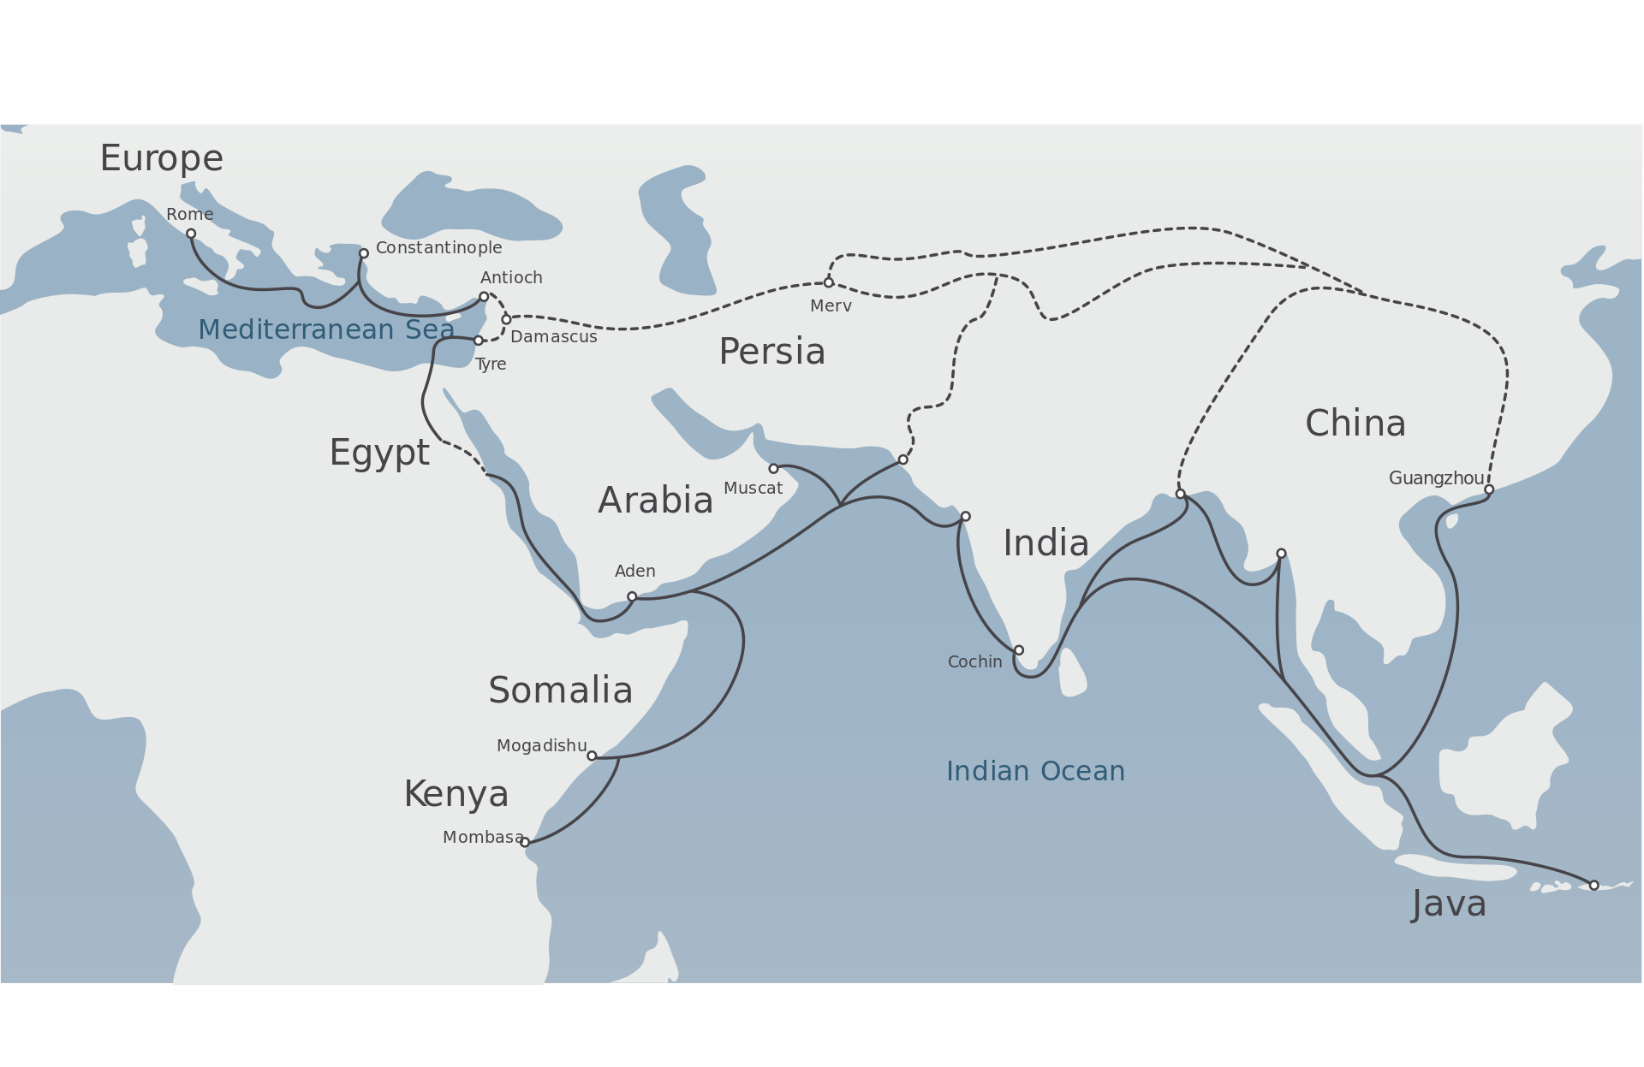 Europe
Rome
Constantinople
Antioch
Mediterranean Sea
Damascus
Merv
Tyre
Persia
China
Egypt
Guangzhou
Muscat
Arabia
India
Aden
Cochin
Somalia
Mogadishu
Indian Ocean
Kenya
Mombasa
Java